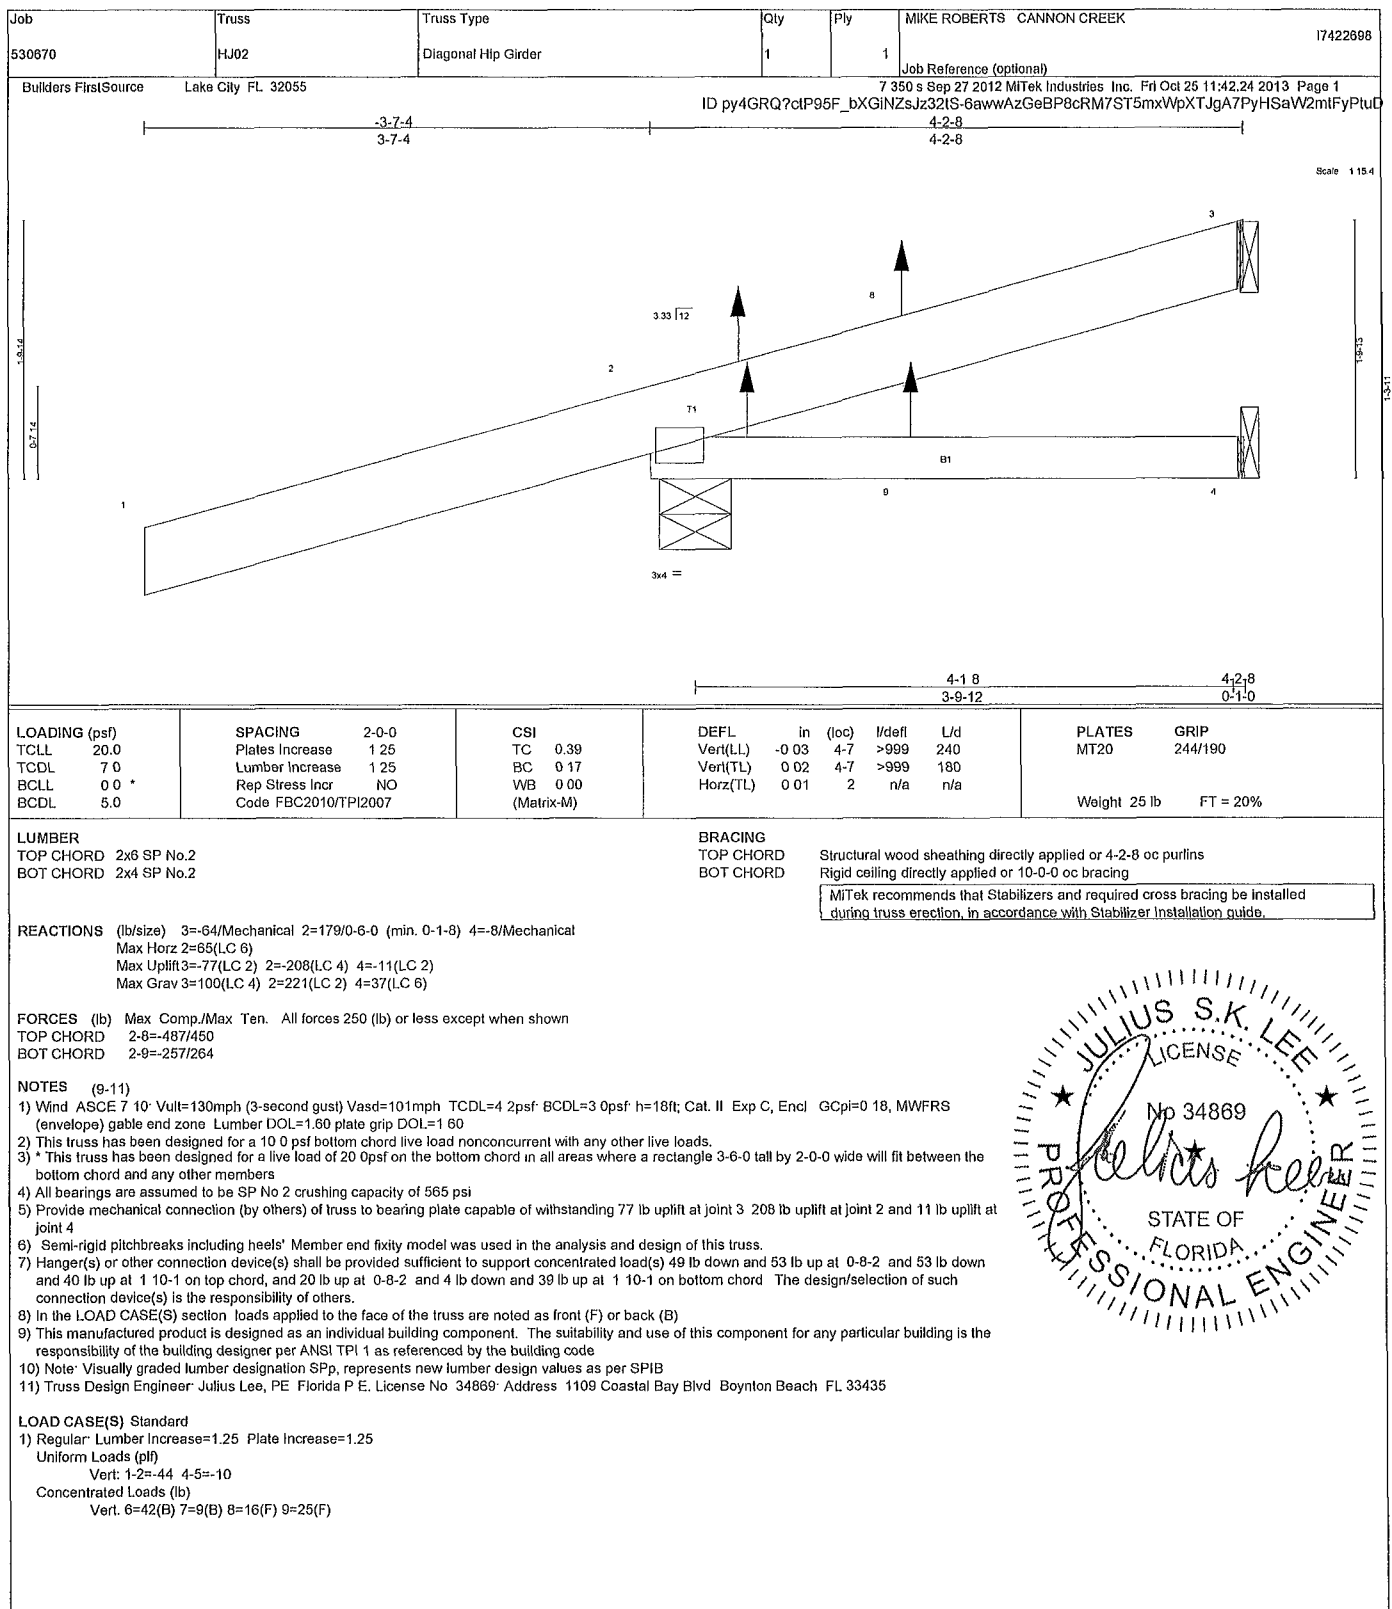 Job Truss Truss Type Qty Ply MIKE ROBERTS CANNON CREEK
I7422698
530670 HJ02 Diagonal Hip Girder 1 1
Job Reference (optional)
Builders FirstSource Lake City FL 32055 7 350 s Sep 27 2012 MiTek Industries Inc. Fri Oct 25 11:42.24 2013 Page 1
ID py4GRQ?ctP95F_bXGiNZsJz32tS-6awwAzGeBP8cRM7ST5mxWpXTJgA7PyHSaW2mtFyPtuD
-3-7-4 4-2-8
3-7-4 4-2-8
Scale 1 15.4
3
8
3.33 12
1-9-14
2
1-9-13
1-3-11
0-7 14
T1
B1
1
9 4
3x4 =
4-1 8 4-2-8
3-9-12 0-1-0
LOADING (psf) SPACING 2-0-0 CSI DEFL in (loc) l/defl L/d PLATES GRIP
TCLL 20.0 Plates Increase 1 25 TC 0.39 Vert(LL) -0 03 4-7 >999 240 MT20 244/190
TCDL 7 0 Lumber Increase 1 25 BC 0 17 Vert(TL) 0 02 4-7 >999 180
BCLL 0 0 * Rep Stress Incr NO WB 0 00 Horz(TL) 0 01 2 n/a n/a
BCDL 5.0 Code FBC2010/TPI2007 (Matrix-M) Weight 25 lb FT = 20%
LUMBER
TOP CHORD 2x6 SP No.2
BOT CHORD 2x4 SP No.2
BRACING
TOP CHORD Structural wood sheathing directly applied or 4-2-8 oc purlins
BOT CHORD Rigid ceiling directly applied or 10-0-0 oc bracing
MiTek recommends that Stabilizers and required cross bracing be installed
during truss erection, in accordance with Stabilizer Installation guide.
REACTIONS (lb/size) 3=-64/Mechanical 2=179/0-6-0 (min. 0-1-8) 4=-8/Mechanical
Max Horz 2=65(LC 6)
Max Uplift3=-77(LC 2) 2=-208(LC 4) 4=-11(LC 2)
Max Grav 3=100(LC 4) 2=221(LC 2) 4=37(LC 6)
FORCES (lb) Max Comp./Max Ten. All forces 250 (lb) or less except when shown
TOP CHORD 2-8=-487/450
BOT CHORD 2-9=-257/264
NOTES (9-11)
1) Wind ASCE 7 10· Vult=130mph (3-second gust) Vasd=101mph TCDL=4 2psf· BCDL=3 0psf· h=18ft; Cat. II Exp C, Encl GCpi=0 18, MWFRS
(envelope) gable end zone Lumber DOL=1.60 plate grip DOL=1 60
2) This truss has been designed for a 10 0 psf bottom chord live load nonconcurrent with any other live loads.
3) * This truss has been designed for a live load of 20 0psf on the bottom chord in all areas where a rectangle 3-6-0 tall by 2-0-0 wide will fit between the
bottom chord and any other members
4) All bearings are assumed to be SP No 2 crushing capacity of 565 psi
5) Provide mechanical connection (by others) of truss to bearing plate capable of withstanding 77 lb uplift at joint 3 208 lb uplift at joint 2 and 11 lb uplift at
joint 4
6) Semi-rigid pitchbreaks including heels' Member end fixity model was used in the analysis and design of this truss.
7) Hanger(s) or other connection device(s) shall be provided sufficient to support concentrated load(s) 49 lb down and 53 lb up at 0-8-2 and 53 lb down
and 40 lb up at 1 10-1 on top chord, and 20 lb up at 0-8-2 and 4 lb down and 39 lb up at 1 10-1 on bottom chord The design/selection of such
connection device(s) is the responsibility of others.
8) In the LOAD CASE(S) section loads applied to the face of the truss are noted as front (F) or back (B)
9) This manufactured product is designed as an individual building component. The suitability and use of this component for any particular building is the
responsibility of the building designer per ANSI TPI 1 as referenced by the building code
10) Note· Visually graded lumber designation SPp, represents new lumber design values as per SPIB
11) Truss Design Engineer· Julius Lee, PE Florida P E. License No 34869· Address 1109 Coastal Bay Blvd Boynton Beach FL 33435
LOAD CASE(S) Standard
1) Regular· Lumber Increase=1.25 Plate Increase=1.25
Uniform Loads (plf)
Vert: 1-2=-44 4-5=-10
Concentrated Loads (lb)
Vert. 6=42(B) 7=9(B) 8=16(F) 9=25(F)
JULIUS S.K. LEE
LICENSE
No 34869
Julius Lee
STATE OF
FLORIDA
PROFESSIONAL ENGINEER